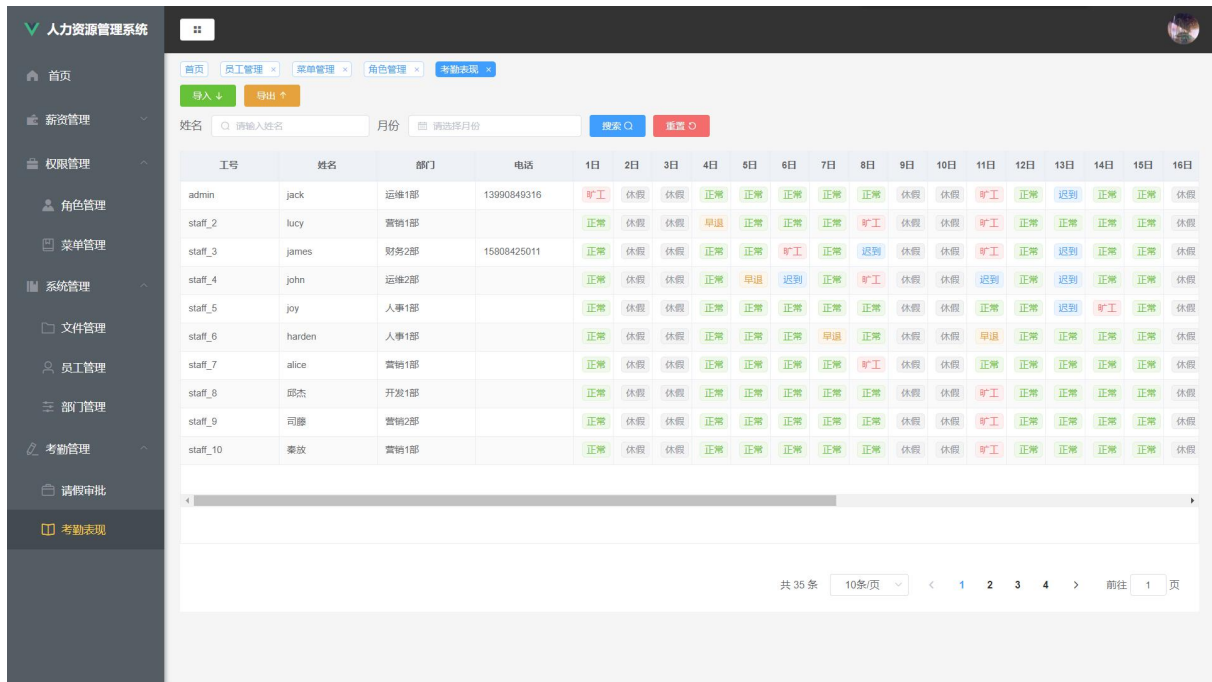 人力资源管理系统
首页
薪资管理
权限管理
角色管理
菜单管理
系统管理
文件管理
员工管理
部门管理
考勤管理
请假审批
考勤表现
首页 员工管理 × 菜单管理 × 角色管理 × 考勤表现 ×
导入 导出
姓名 请输入姓名 月份 请选择月份 搜索 重置
工号 姓名 部门 电话 1日 2日 3日 4日 5日 6日 7日 8日 9日 10日 11日 12日 13日 14日 15日 16日
admin jack 运维1部 13990849316 旷工 休假 休假 正常 正常 正常 正常 正常 休假 休假 旷工 正常 迟到 正常 正常 休假
staff_2 lucy 营销1部 正常 休假 休假 早退 正常 正常 正常 旷工 休假 休假 旷工 正常 正常 正常 正常 休假
staff_3 james 财务2部 15808425011 正常 休假 休假 正常 正常 旷工 正常 迟到 休假 休假 旷工 正常 迟到 正常 正常 休假
staff_4 john 运维2部 正常 休假 休假 正常 早退 迟到 正常 旷工 休假 休假 迟到 正常 迟到 正常 正常 休假
staff_5 joy 人事1部 正常 休假 休假 正常 正常 正常 正常 正常 休假 休假 正常 正常 迟到 旷工 正常 休假
staff_6 harden 人事1部 正常 休假 休假 正常 正常 正常 早退 正常 休假 休假 早退 正常 正常 正常 正常 休假
staff_7 alice 营销1部 正常 休假 休假 正常 正常 正常 正常 旷工 休假 休假 正常 正常 正常 正常 正常 休假
staff_8 邱杰 开发1部 正常 休假 休假 正常 正常 正常 正常 正常 休假 休假 旷工 正常 正常 正常 正常 休假
staff_9 司藤 营销2部 正常 休假 休假 正常 正常 正常 正常 正常 休假 休假 旷工 正常 正常 正常 正常 休假
staff_10 秦放 营销1部 正常 休假 休假 正常 正常 正常 正常 正常 休假 休假 旷工 正常 正常 正常 正常 休假
共 35 条 10条/页 < 1 2 3 4 > 前往 1 页